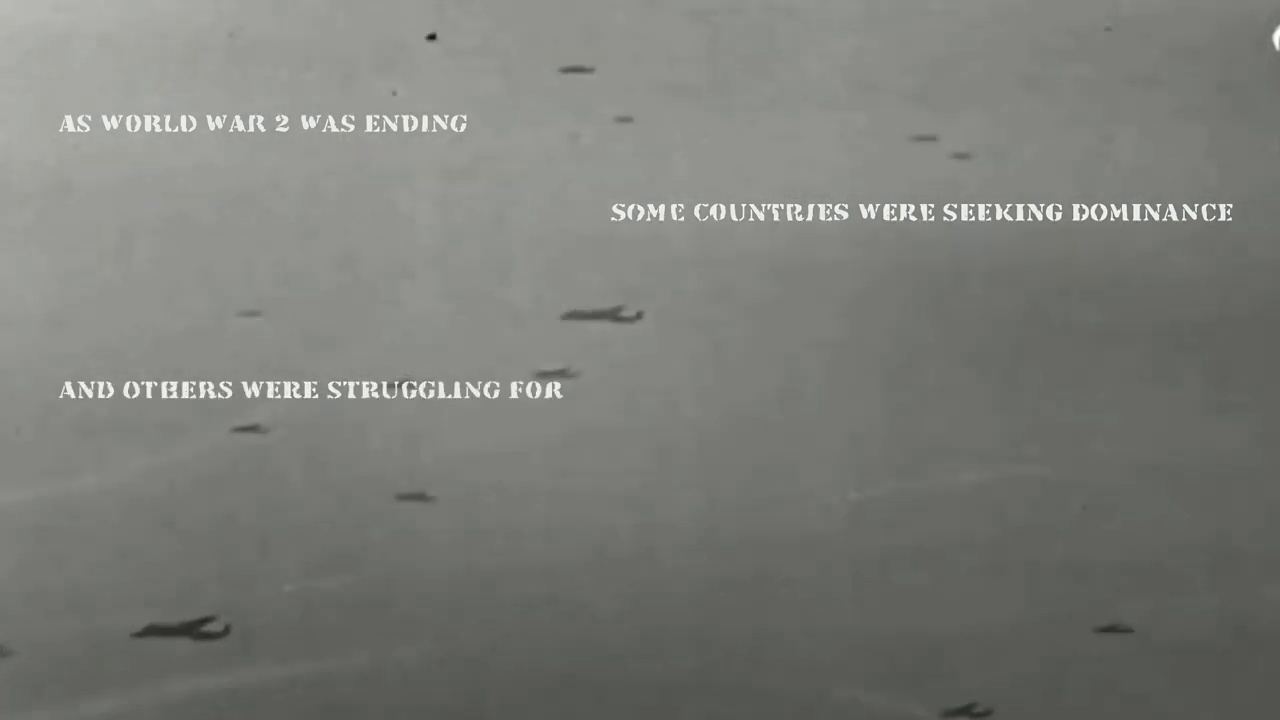 AS WORLD WAR 2 WAS ENDING
SOME COUNTRIES WERE SEEKING DOMINANCE
AND OTHERS WERE STRUGGLING FOR